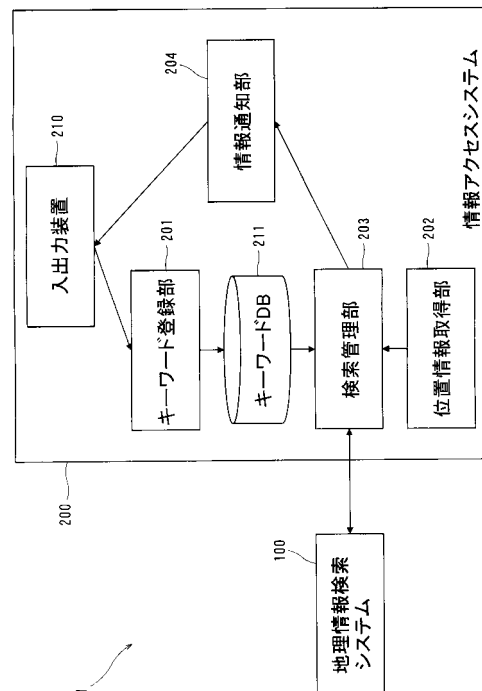 200
210
入出力装置
204
情報通知部
201
キーワード登録部
211
キーワードDB
203
検索管理部
202
位置情報取得部
情報アクセスシステム
100
地理情報検索
システム